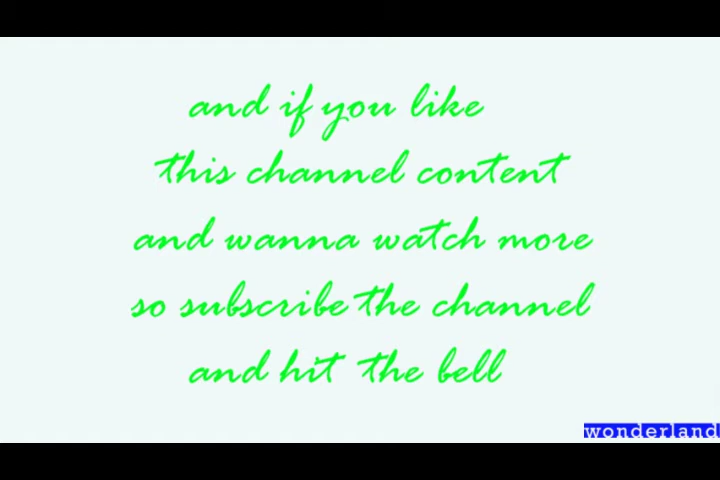 and if you like
this channel content
and wanna watch more
so subscribe the channel
and hit the bell
wonderland